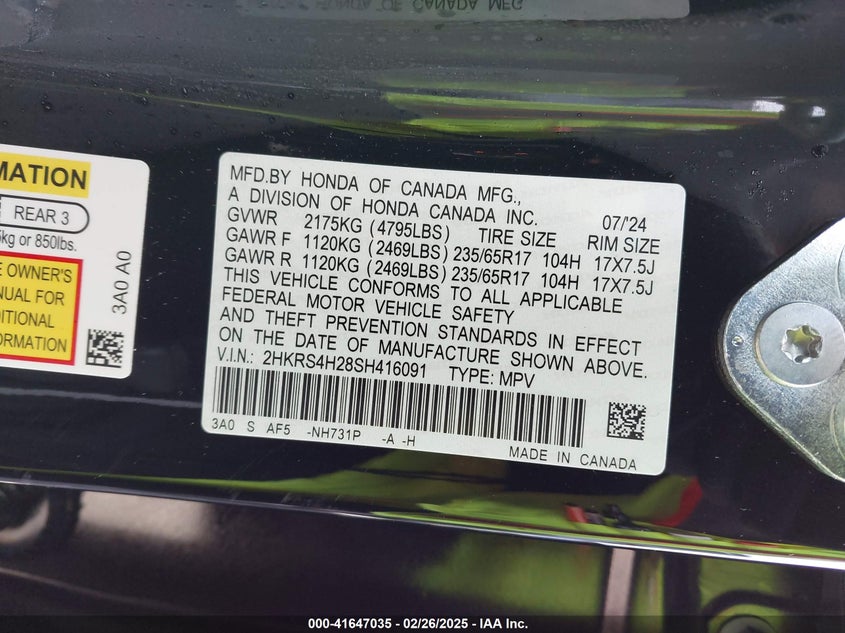 OF CANADA MFG.
MATION
REAR 3
kg or 850lbs.
E OWNER'S
NUAL FOR
DITIONAL
ORMATION
3A0 A0
MFD.BY HONDA OF CANADA MFG.,
A DIVISION OF HONDA CANADA INC. 07/'24
GVWR 2175KG (4795LBS) TIRE SIZE RIM SIZE
GAWR F 1120KG (2469LBS) 235/65R17 104H 17X7.5J
GAWR R 1120KG (2469LBS) 235/65R17 104H 17X7.5J
THIS VEHICLE CONFORMS TO ALL APPLICABLE
FEDERAL MOTOR VEHICLE SAFETY
AND THEFT PREVENTION STANDARDS IN EFFECT
ON THE DATE OF MANUFACTURE SHOWN ABOVE.
V.I.N.: 2HKRS4H28SH416091 TYPE: MPV
3A0 S AF5 -NH731P -A -H
MADE IN CANADA
000-41647035 — 02/26/2025 — IAA Inc.